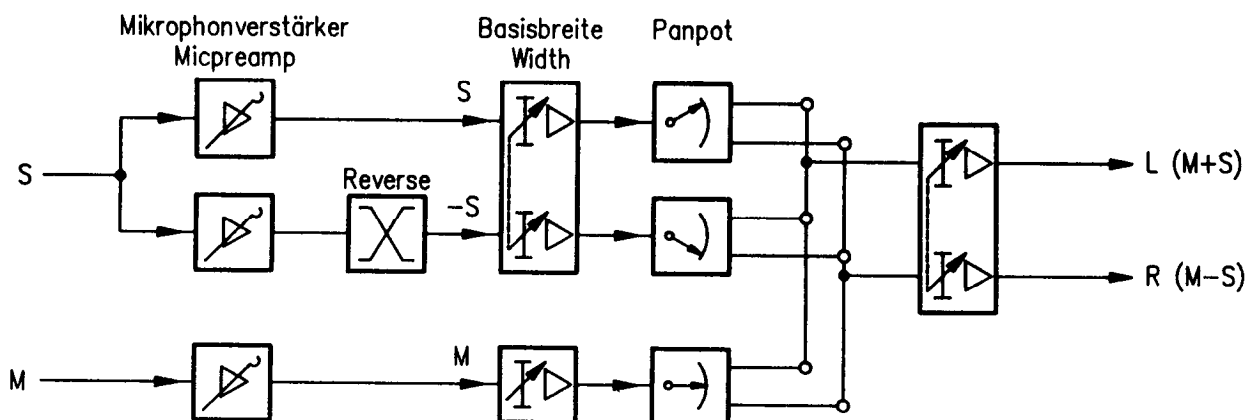 Mikrophonverstärker
Micpreamp
Basisbreite
Width
Panpot
S
S
L (M+S)
Reverse
-S
R (M-S)
M
M